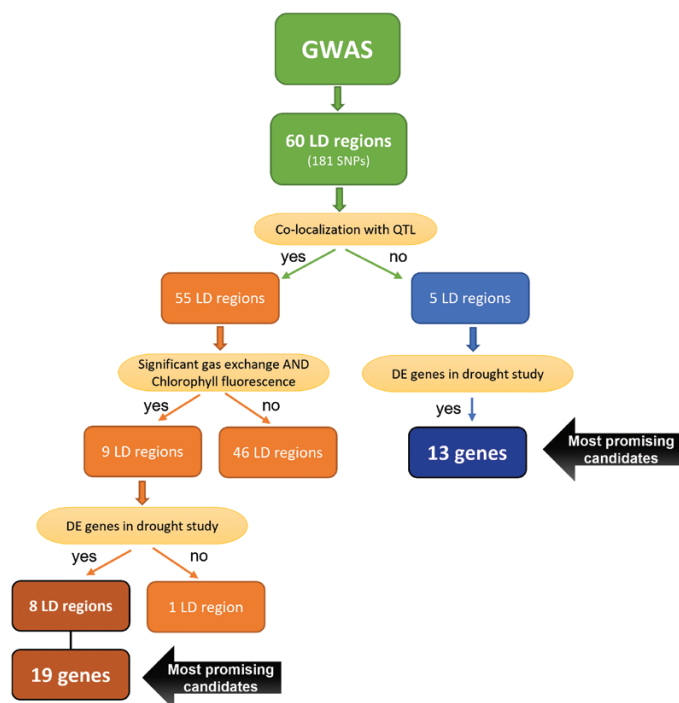 GWAS
60 LD regions
(181 SNPs)
Co-localization with QTL
yes
no
55 LD regions
5 LD regions
Significant gas exchange AND
Chlorophyll fluorescence
DE genes in drought study
yes
no
yes
9 LD regions
46 LD regions
13 genes
Most promising
candidates
DE genes in drought study
yes
no
8 LD regions
1 LD region
19 genes
Most promising
candidates